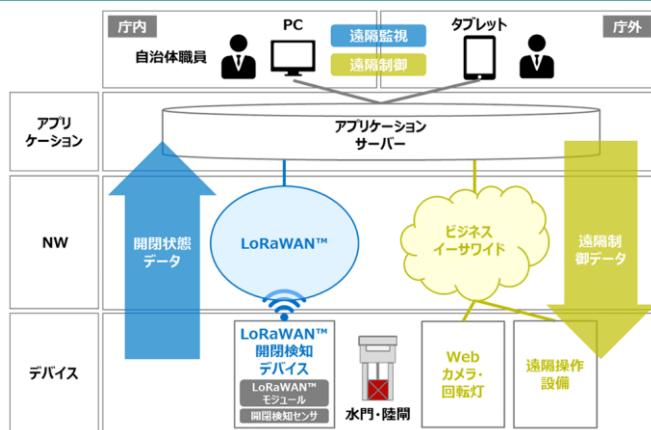 庁内
PC
遠隔監視
タブレット
庁外
自治体職員
遠隔制御
アプリ
ケーション
アプリケーション
サーバー
NW
開閉状態
データ
LoRaWAN™
ビジネス
イーサワイド
遠隔制
御データ
デバイス
LoRaWAN™
開閉検知
デバイス
LoRaWAN™
モジュール
開閉検知センサ
水門・陸閘
Web
カメラ・
回転灯
遠隔操作
設備